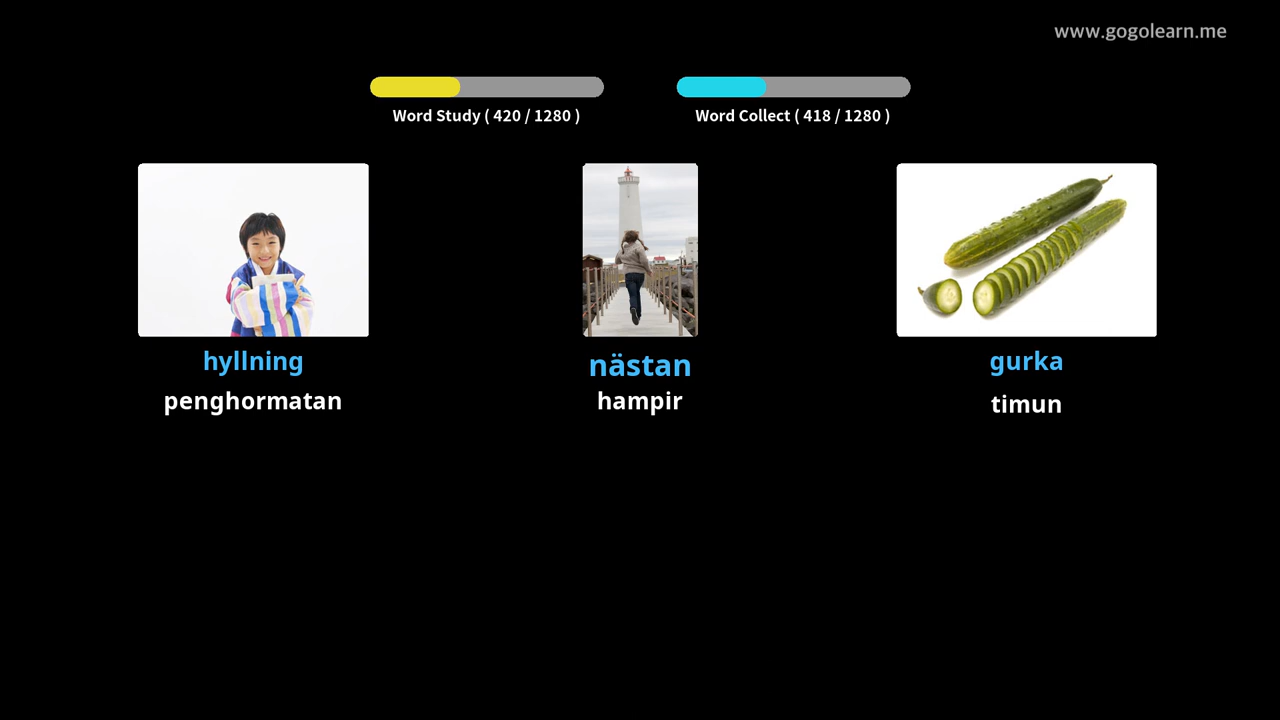 www.gogolearn.me
Word Study ( 420 / 1280 )
Word Collect ( 418 / 1280 )
hyllning
penghormatan
nästan
hampir
gurka
timun